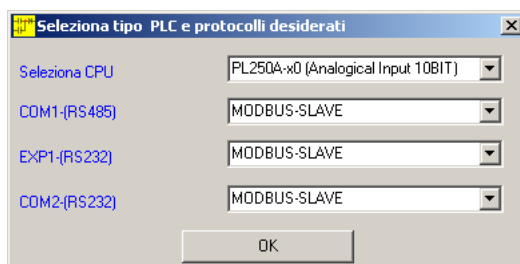 Seleziona tipo PLC e protocolli desiderati
Seleziona CPU PL250A-x0 (Analogical Input 10BIT)
COM1-(RS485) MODBUS-SLAVE
EXP1-(RS232) MODBUS-SLAVE
COM2-(RS232) MODBUS-SLAVE
OK